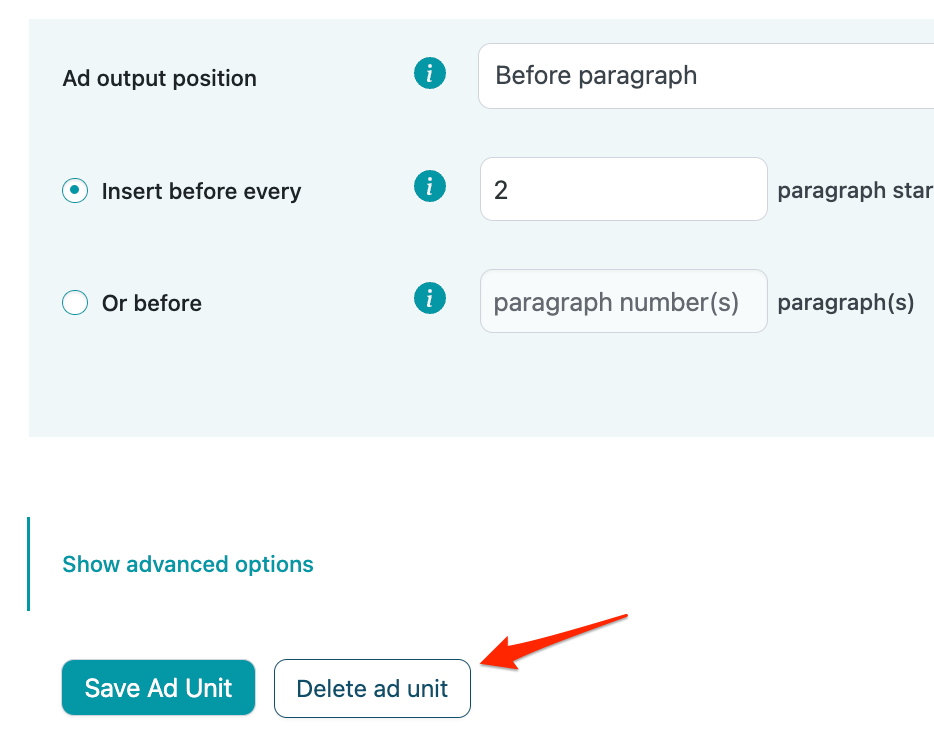 Ad output position i Before paragraph
Insert before every i 2 paragraph star
Or before i paragraph number(s) paragraph(s)
Show advanced options
Save Ad Unit Delete ad unit